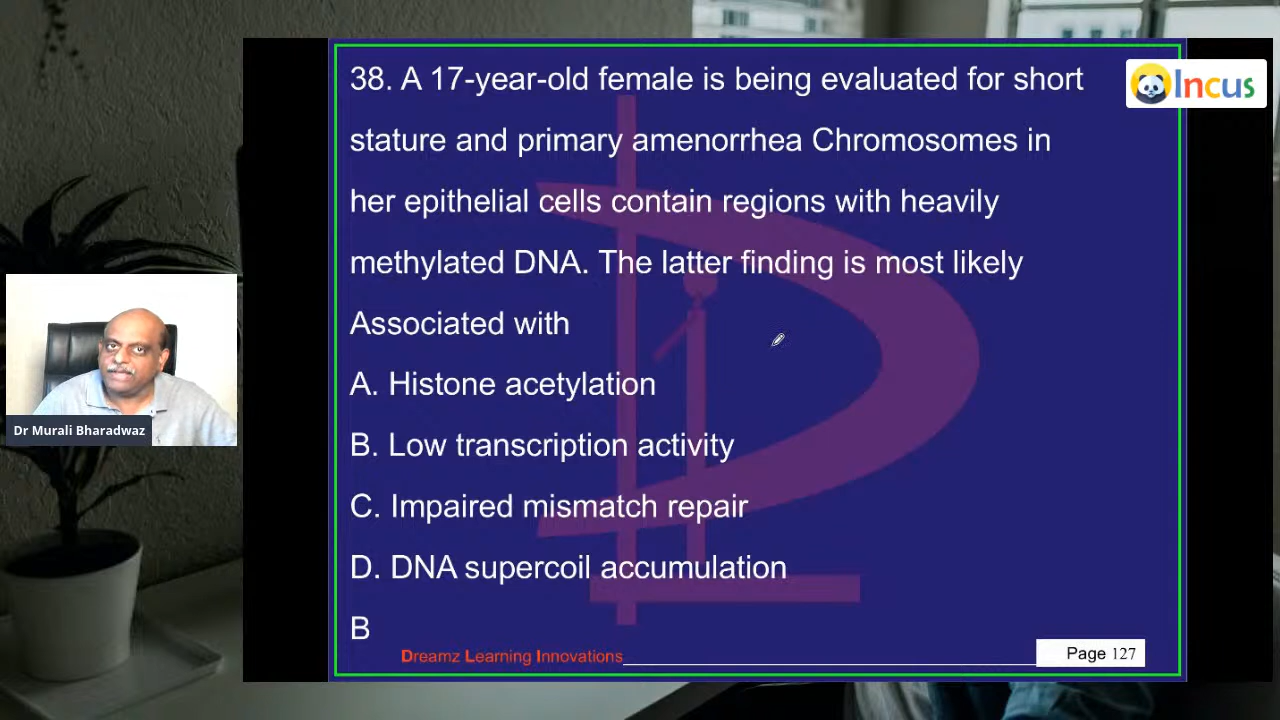 38. A 17-year-old female is being evaluated for short
stature and primary amenorrhea Chromosomes in
her epithelial cells contain regions with heavily
methylated DNA. The latter finding is most likely
Associated with
A. Histone acetylation
B. Low transcription activity
C. Impaired mismatch repair
D. DNA supercoil accumulation
B
Dreamz Learning Innovations
Page 127
Incus
Dr Murali Bharadwaz